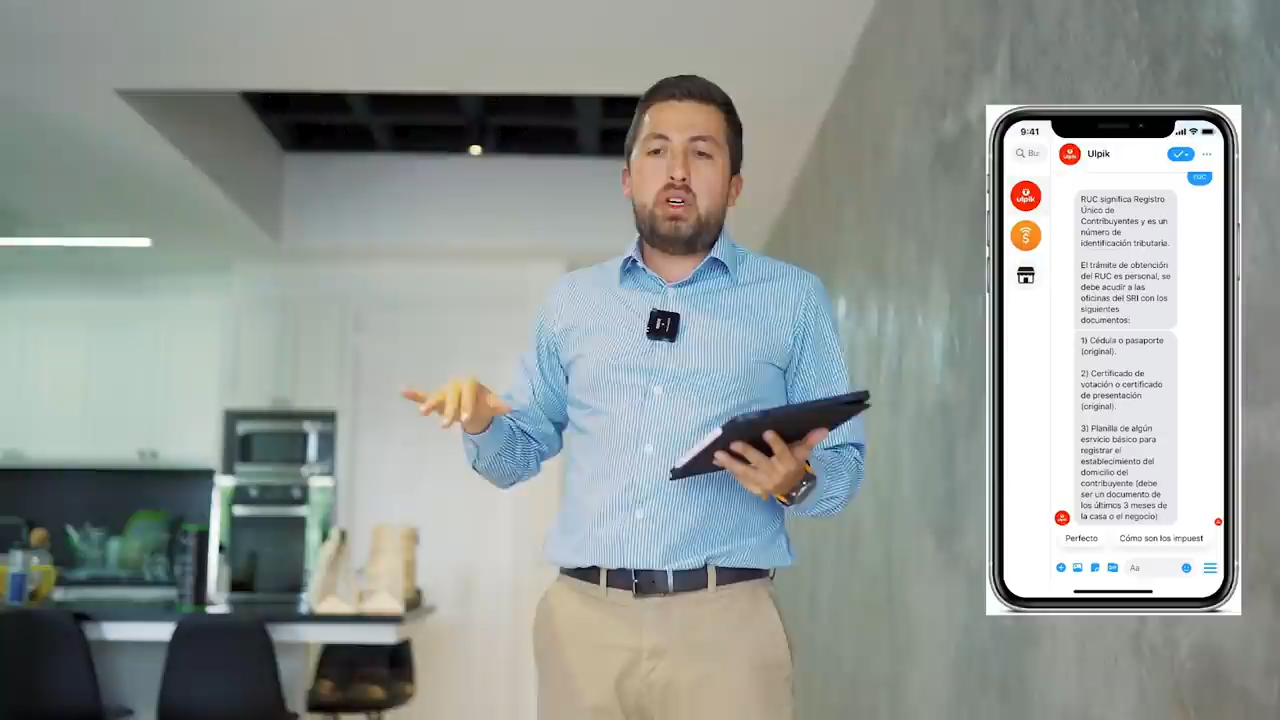 9:41
Bus
Ulpik
ruc
RUC significa Registro
Único de
Contribuyentes y es un
número de
identificación tributaria.
El trámite de obtención
del RUC es personal, se
debe acudir a las
oficinas del SRI con los
siguientes
documentos:
1) Cédula o pasaporte
(original).
2) Certificado de
votación o certificado
de presentación
(original).
3) Planilla de algún
esrvicio básico para
registrar el
establecimiento del
domicilio del
contribuyente (debe
ser un documento de
los últimos 3 meses de
la casa o el negocio)
Perfecto
Cómo son los impuest
Aa
ulpik